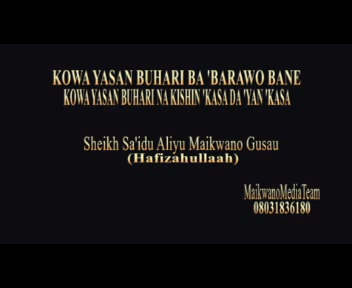 KOWA YASAN BUHARI BA 'BARAWO BANE
KOWA YASAN BUHARI NA KISHIN 'KASA DA 'YAN 'KASA
Sheikh Sa'idu Aliyu Maikwano Gusau
(Hafizahullaah)
MaikwanoMediaTeam
08031836180